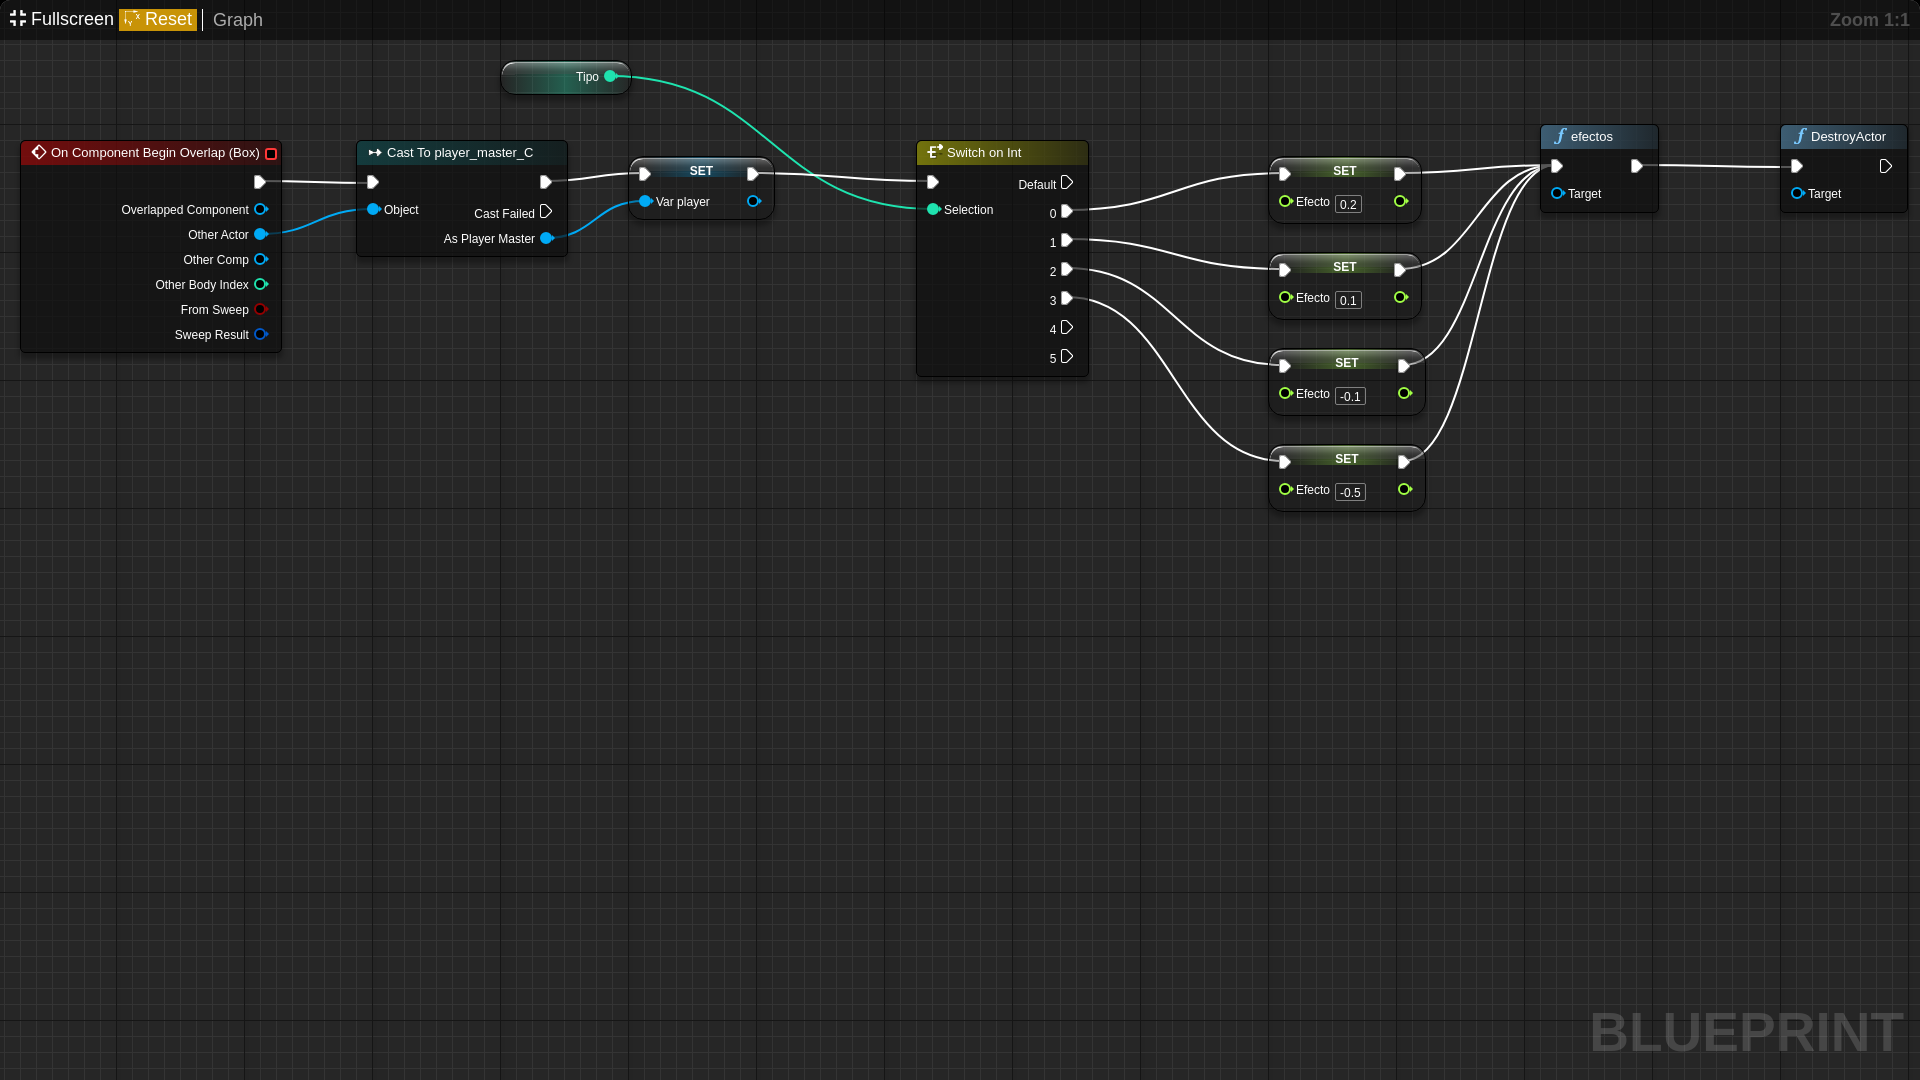 Fullscreen Reset Graph Zoom 1:1
Tipo
On Component Begin Overlap (Box)
Overlapped Component
Other Actor
Other Comp
Other Body Index
From Sweep
Sweep Result
Cast To player_master_C
Object
Cast Failed
As Player Master
SET
Var player
Switch on Int
Selection
Default
0
1
2
3
4
5
SET
Efecto 0.2
SET
Efecto 0.1
SET
Efecto -0.1
SET
Efecto -0.5
efectos
Target
DestroyActor
Target
BLUEPRINT